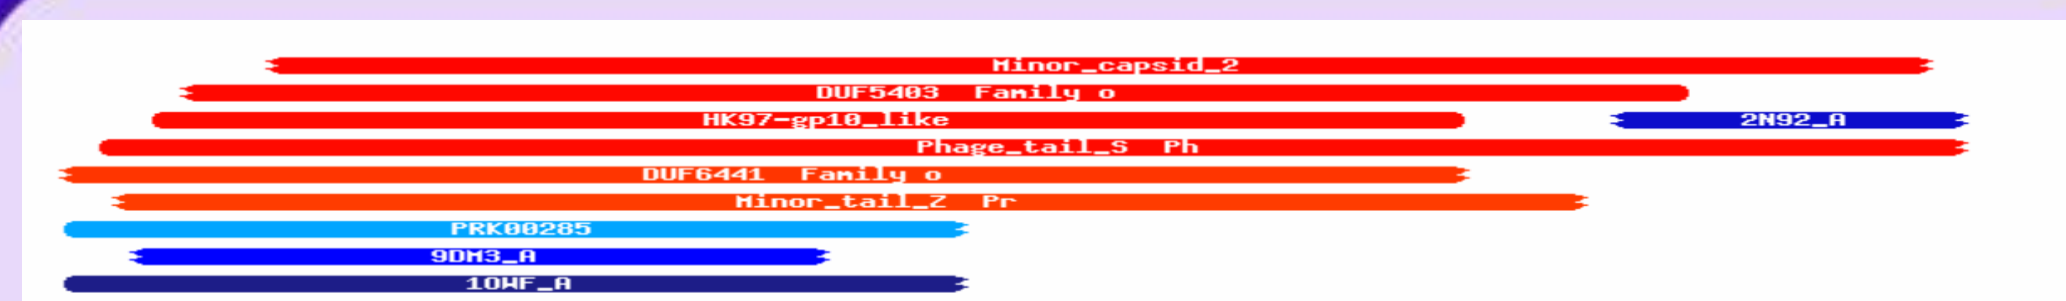 Minor_capsid_2
DUF5403 Family o
HK97-gp10_like 2N92_A
Phage_tail_S Ph
DUF6441 Family o
Minor_tail_Z Pr
PRK00285
9DM3_A
1OWF_A